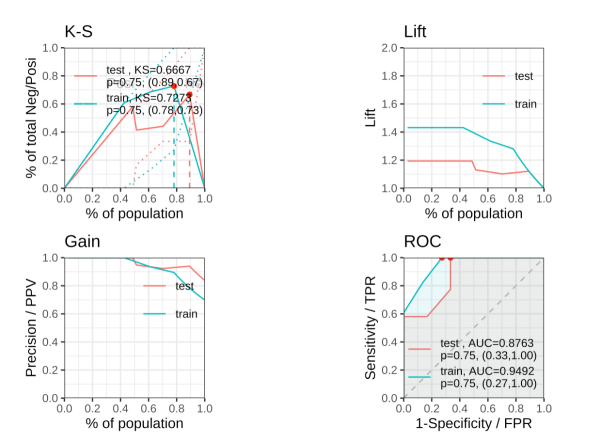 K-S
% of total Neg/Posi
1.0
0.8
0.6
0.4
0.2
0.0
test , KS=0.6667
p=0.75, (0.89,0.67)
train, KS=0.7273
p=0.75, (0.78,0.73)
0.0 0.2 0.4 0.6 0.8 1.0
% of population
Lift
Lift
2.0
1.8
1.6
1.4
1.2
1.0
test
train
0.0 0.2 0.4 0.6 0.8 1.0
% of population
Gain
Precision / PPV
1.0
0.8
0.6
0.4
0.2
0.0
test
train
0.0 0.2 0.4 0.6 0.8 1.0
% of population
ROC
Sensitivity / TPR
1.0
0.8
0.6
0.4
0.2
0.0
test , AUC=0.8763
p=0.75, (0.33,1.00)
train, AUC=0.9492
p=0.75, (0.27,1.00)
0.0 0.2 0.4 0.6 0.8 1.0
1-Specificity / FPR